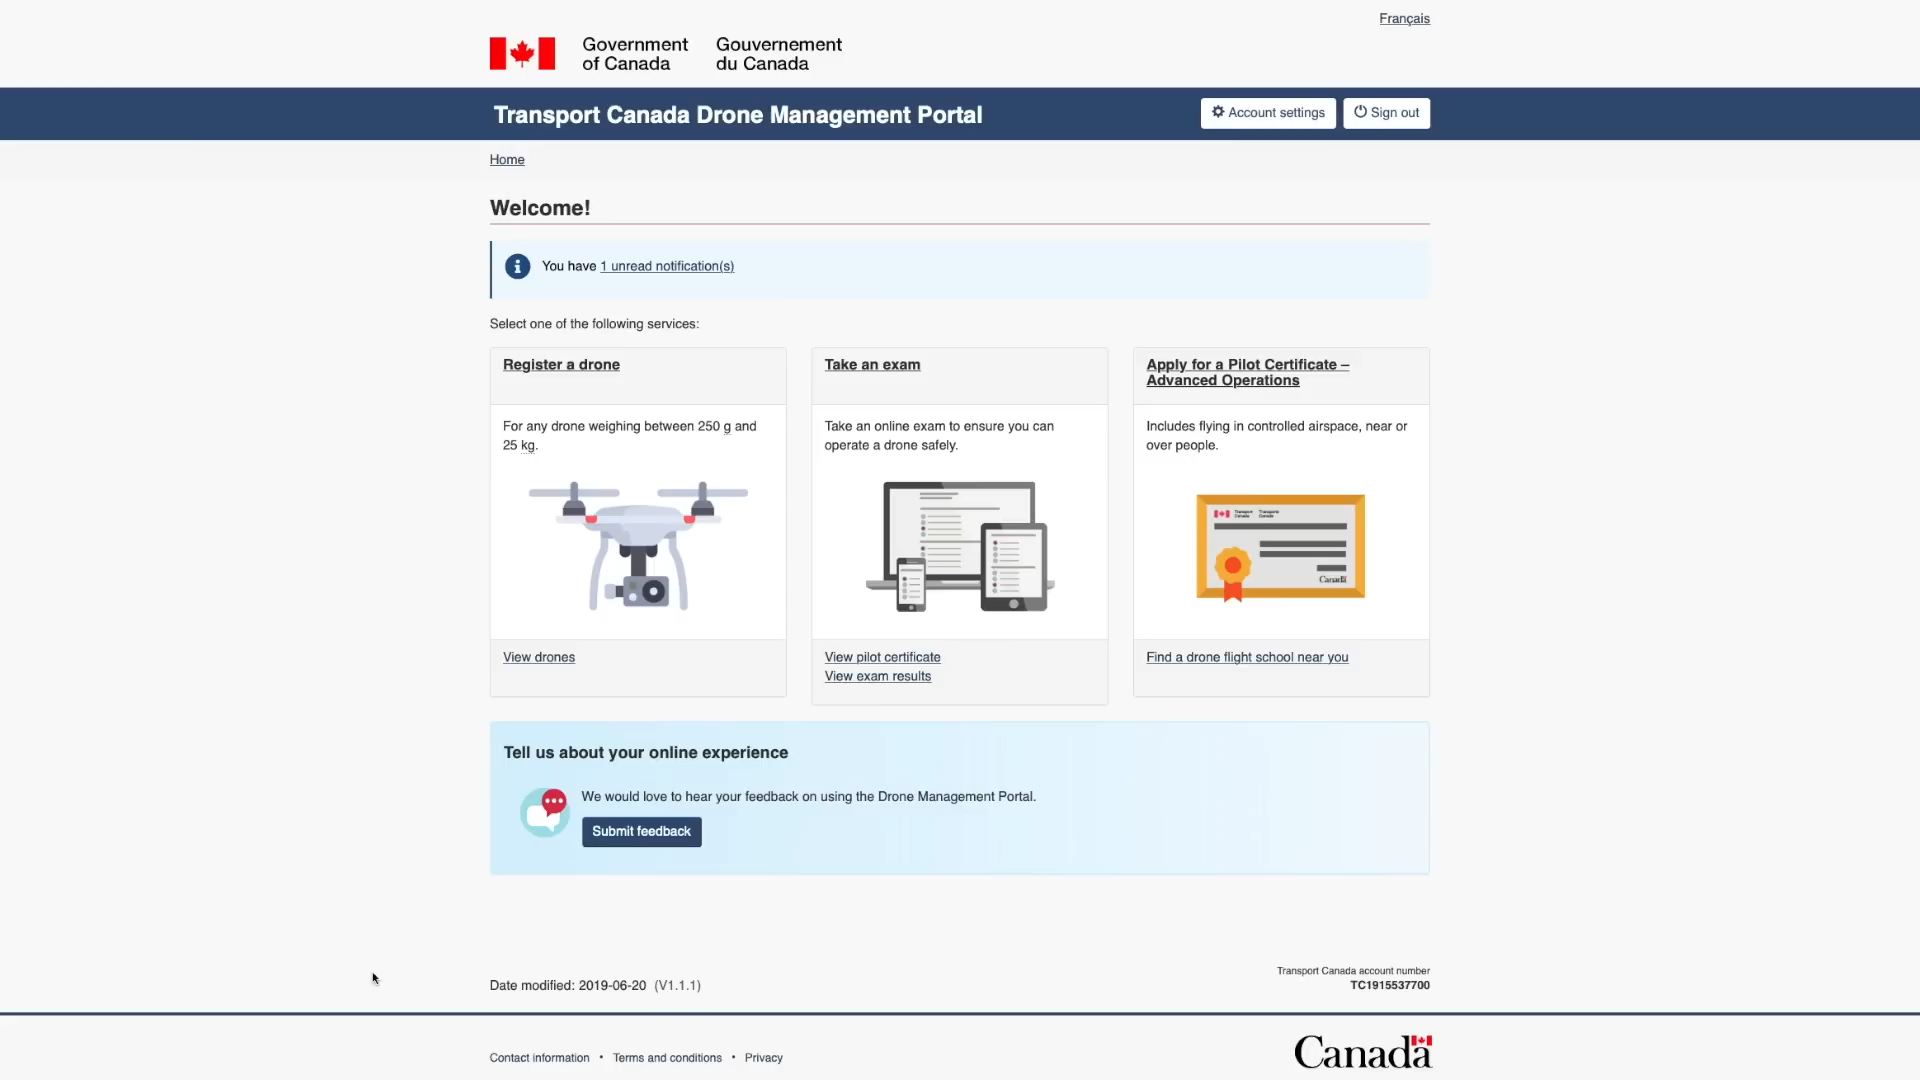 Français
Government
of Canada
Gouvernement
du Canada
Transport Canada Drone Management Portal
Account settings
Sign out
Home
Welcome!
You have 1 unread notification(s)
Select one of the following services:
Register a drone
For any drone weighing between 250 g and
25 kg.
View drones
Take an exam
Take an online exam to ensure you can
operate a drone safely.
View pilot certificate
View exam results
Apply for a Pilot Certificate –
Advanced Operations
Includes flying in controlled airspace, near or
over people.
Transport
Canada
Transports
Canada
Canada
Find a drone flight school near you
Tell us about your online experience
We would love to hear your feedback on using the Drone Management Portal.
Submit feedback
Date modified: 2019-06-20 (V1.1.1)
Transport Canada account number
TC1915537700
Contact information • Terms and conditions • Privacy
Canada